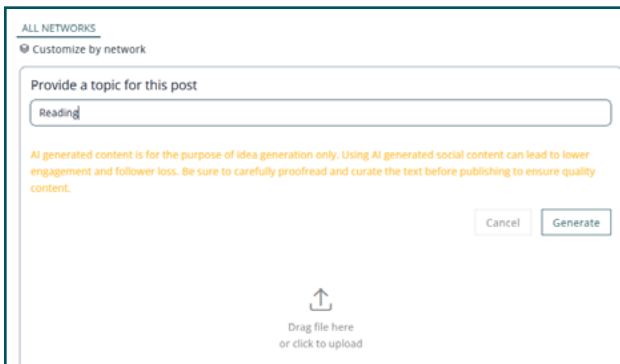 ALL NETWORKS
Customize by network
Provide a topic for this post
Reading
AI generated content is for the purpose of idea generation only. Using AI generated social content can lead to lower
engagement and follower loss. Be sure to carefully proofread and curate the text before publishing to ensure quality
content.
Cancel Generate
Drag file here
or click to upload